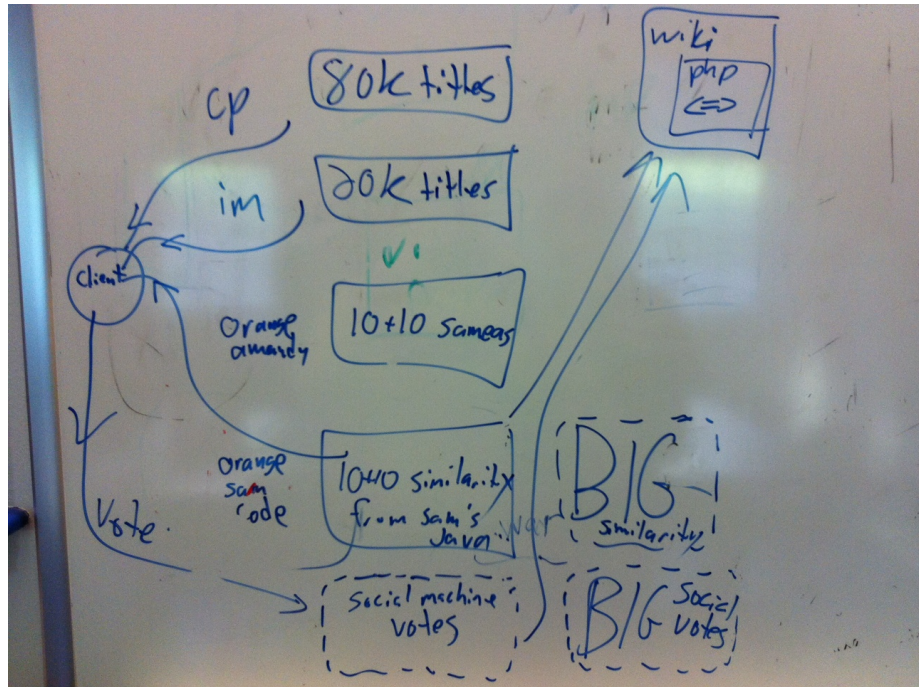 wiki
php
<=>
cp
80k titles
im
20k titles
Client
Orange
10+10 sameas
Orange
sam
code
10+10 similarity
from sam's
Java
BIG
similarity
Vote
Social machine
votes
BIG social
votes